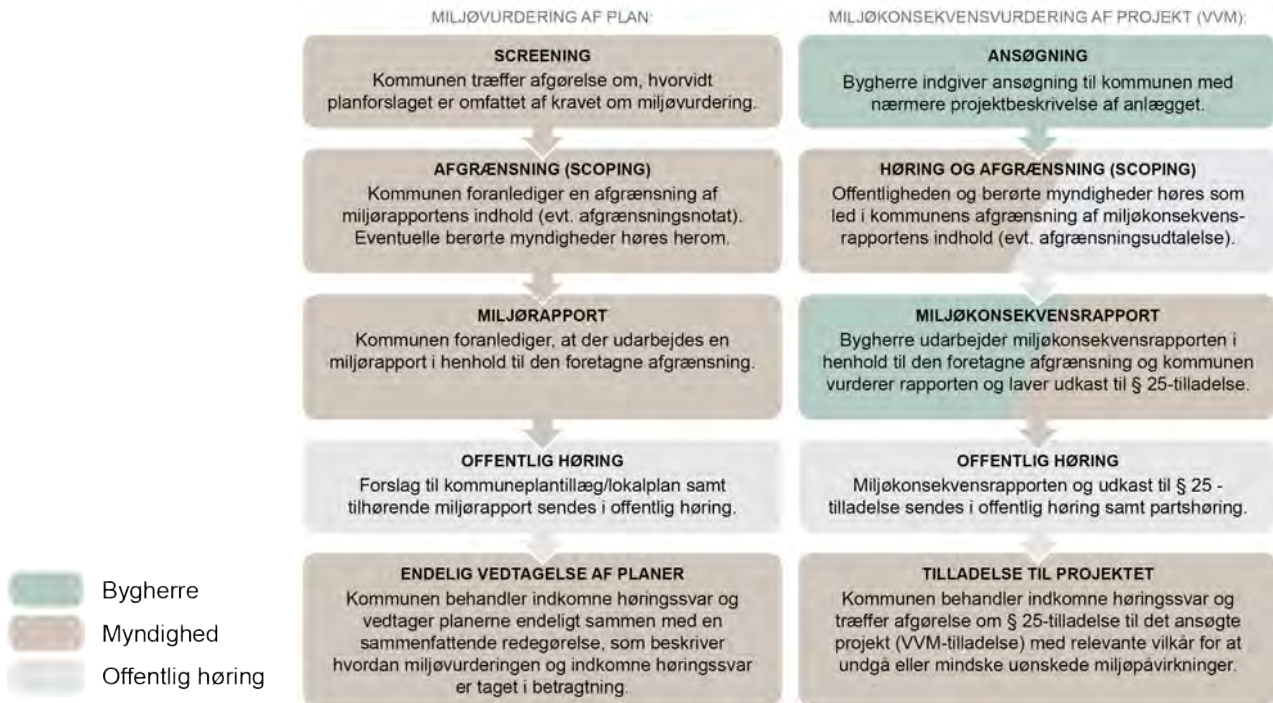 MILJØVURDERING AF PLAN:
SCREENING
Kommunen træffer afgørelse om, hvorvidt
planforslaget er omfattet af kravet om miljøvurdering.
AFGRÆNSNING (SCOPING)
Kommunen foranlediger en afgrænsning af
miljørapportens indhold (evt. afgrænsningsnotat).
Eventuelle berørte myndigheder høres herom.
MILJØRAPPORT
Kommunen foranlediger, at der udarbejdes en
miljørapport i henhold til den foretagne afgrænsning.
OFFENTLIG HØRING
Forslag til kommuneplantillæg/lokalplan samt
tilhørende miljørapport sendes i offentlig høring.
ENDELIG VEDTAGELSE AF PLANER
Kommunen behandler indkomne høringssvar og
vedtager planerne endeligt sammen med en
sammenfattende redegørelse, som beskriver
hvordan miljøvurderingen og indkomne høringssvar
er taget i betragtning.
MILJØKONSEKVENSVURDERING AF PROJEKT (VVM):
ANSØGNING
Bygherre indgiver ansøgning til kommunen med
nærmere projektbeskrivelse af anlægget.
HØRING OG AFGRÆNSNING (SCOPING)
Offentligheden og berørte myndigheder høres som
led i kommunens afgrænsning af miljøkonsekvens-
rapportens indhold (evt. afgrænsningsudtalelse).
MILJØKONSEKVENSRAPPORT
Bygherre udarbejder miljøkonsekvensrapporten i
henhold til den foretagne afgrænsning og kommunen
vurderer rapporten og laver udkast til § 25-tilladelse.
OFFENTLIG HØRING
Miljøkonsekvensrapporten og udkast til § 25 -
tilladelse sendes i offentlig høring samt partshøring.
TILLADELSE TIL PROJEKTET
Kommunen behandler indkomne høringssvar og
træffer afgørelse om § 25-tilladelse til det ansøgte
projekt (VVM-tilladelse) med relevante vilkår for at
undgå eller mindske uønskede miljøpåvirkninger.
Bygherre
Myndighed
Offentlig høring